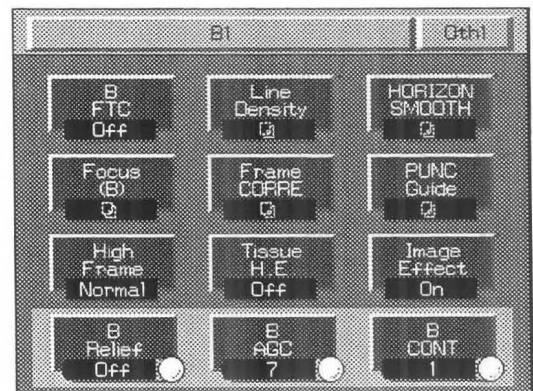 B1 Oth1
B
FTC
Off
Line
Density
HORIZON
SMOOTH
Focus
(B)
Frame
CORRE
PUNC
Guide
High
Frame
Normal
Tissue
H.E
Off
Image
Effect
On
B
Relief
Off
B
AGC
7
B
CONT
1